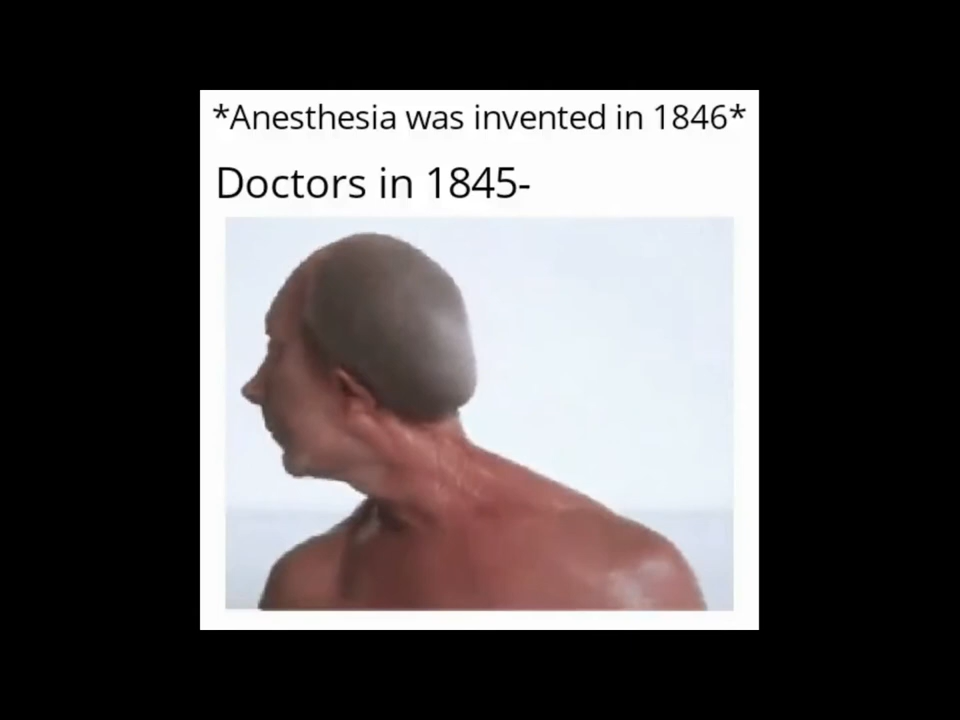 *Anesthesia was invented in 1846*
Doctors in 1845-